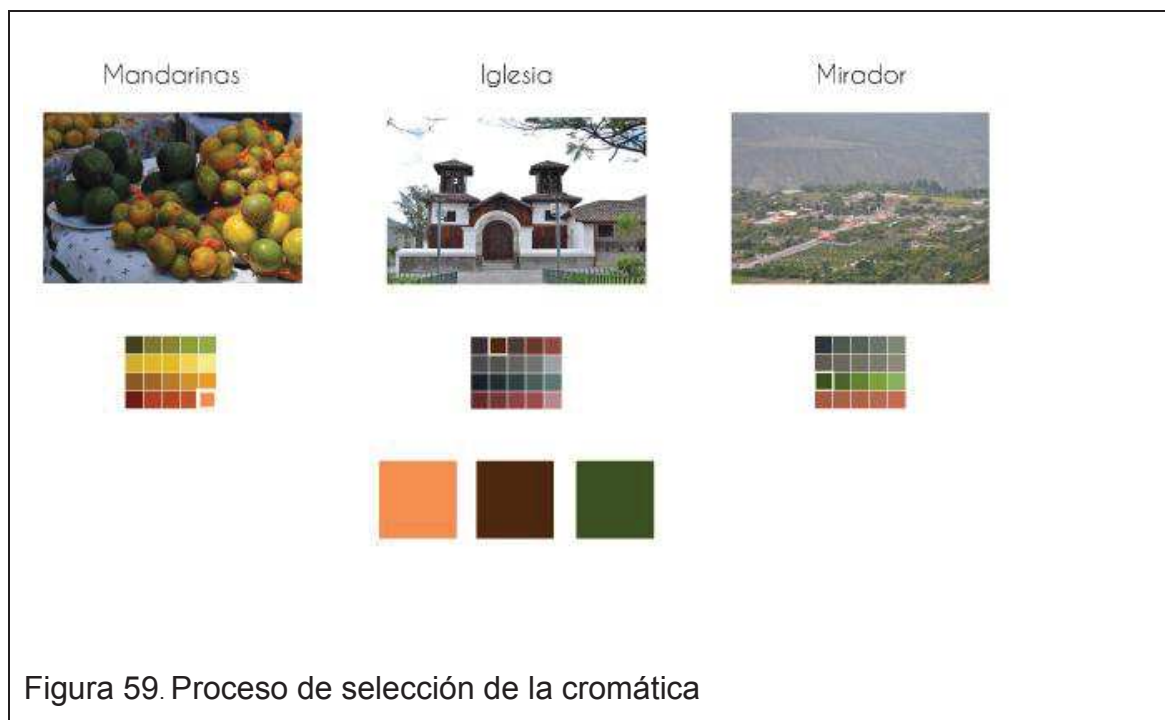 Mandarinas
Iglesia
Mirador
Figura 59. Proceso de selección de la cromática